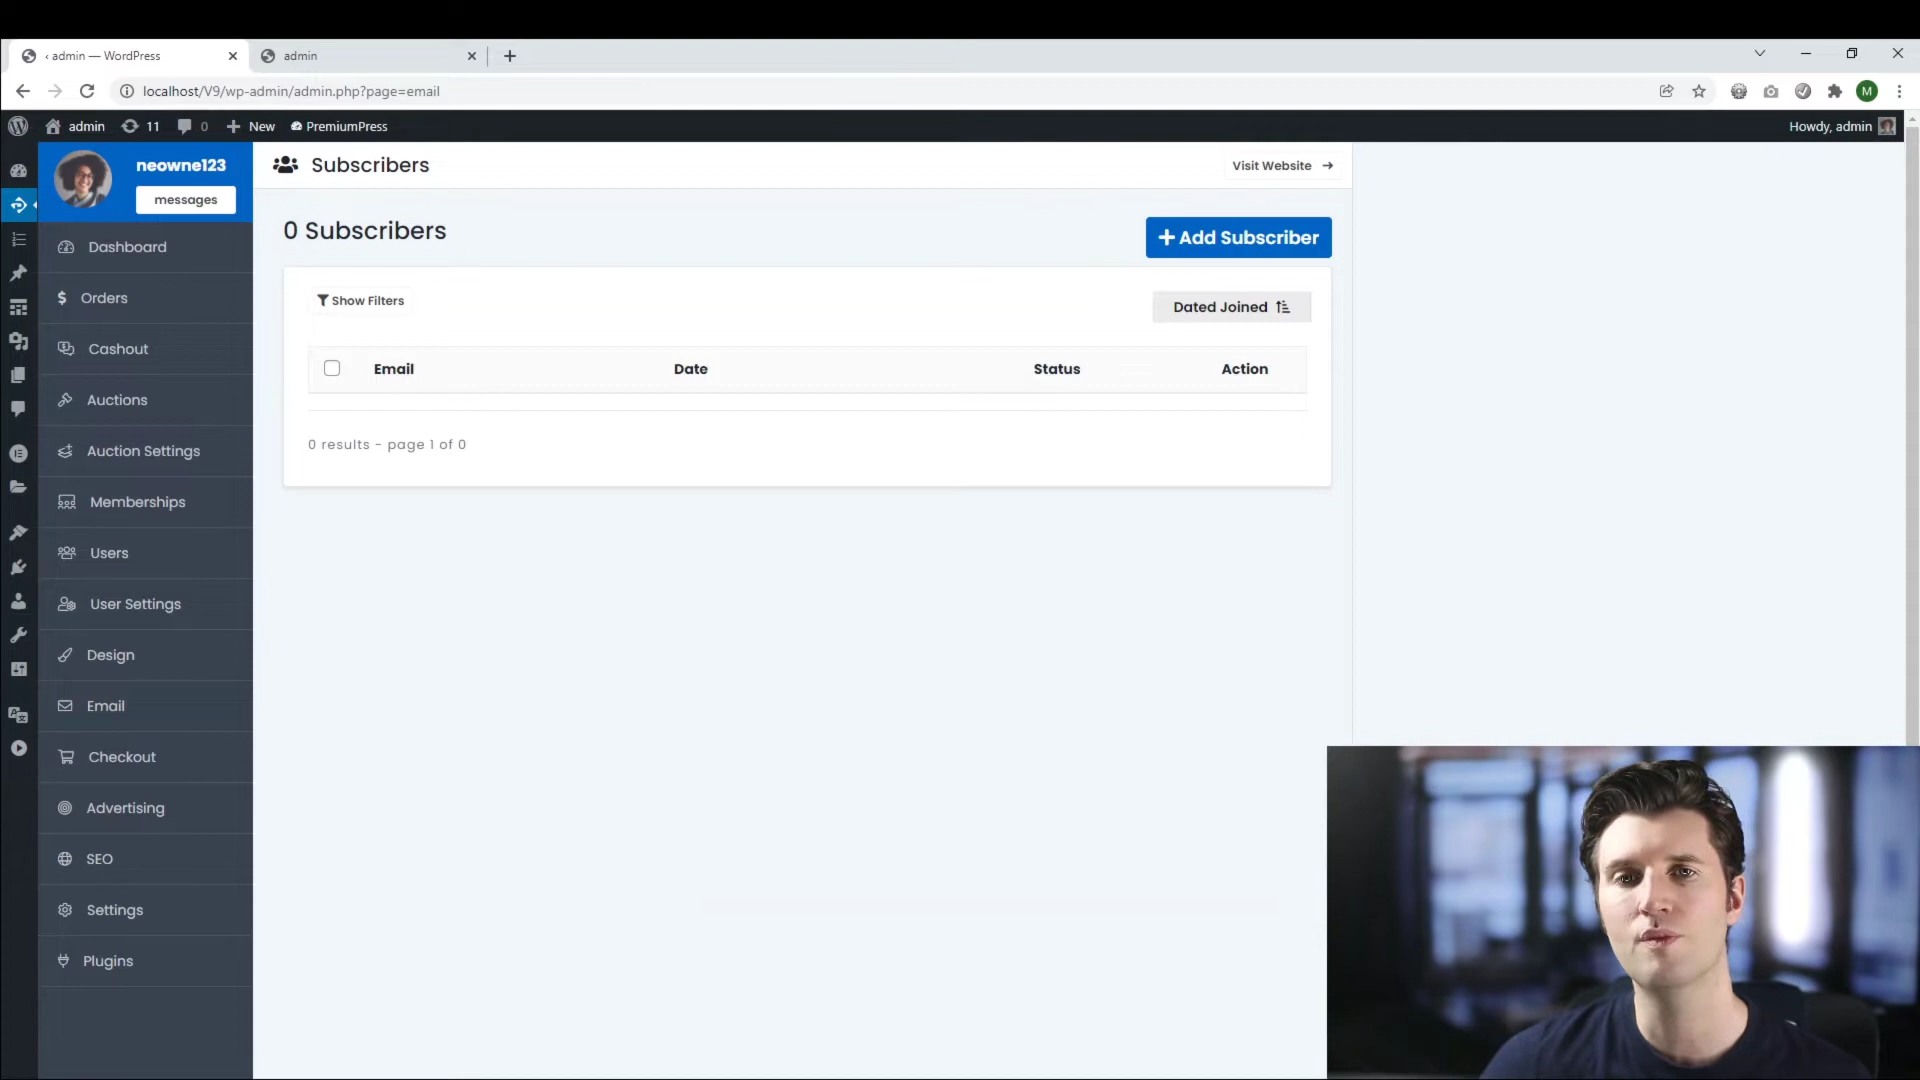 ‹ admin — WordPress
admin
localhost/V9/wp-admin/admin.php?page=email
M
admin
11
0
New
PremiumPress
Howdy, admin
neowne123
messages
Subscribers
Visit Website
Dashboard
Orders
Cashout
Auctions
Auction Settings
Memberships
Users
User Settings
Design
Email
Checkout
Advertising
SEO
Settings
Plugins
0 Subscribers
+ Add Subscriber
Show Filters
Dated Joined
Email Date Status Action
0 results - page 1 of 0